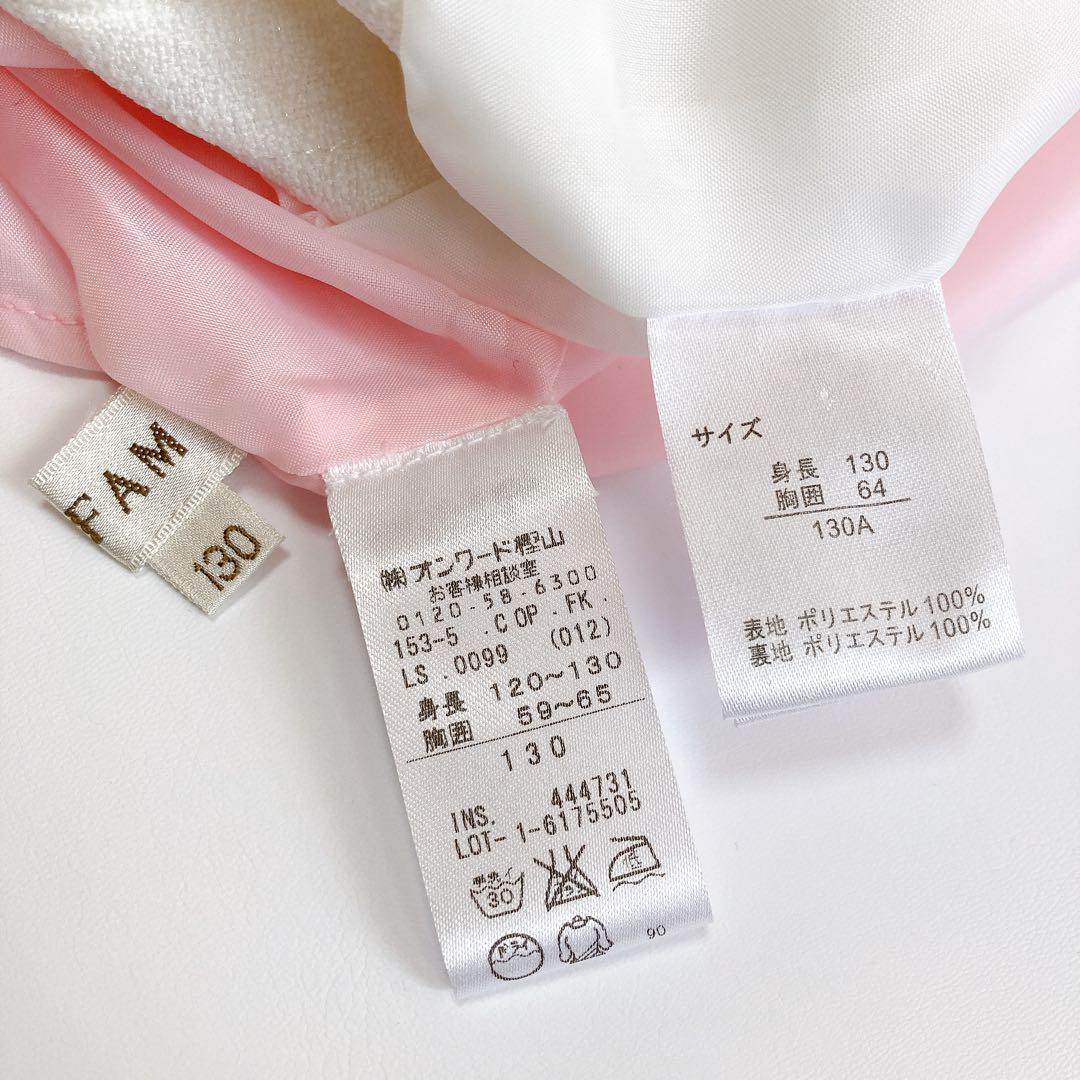 FAM
130
㈱オンワード樫山
お客様相談室
0120-58-6300
153-5 .COP .FK.
LS .0099 (012)
身長 120~130
胸囲 59~65
130
INS. 444731
LOT-1-6175505
30
ドライ
90
サイズ
身長 130
胸囲 64
130A
表地 ポリエステル100%
裏地 ポリエステル100%